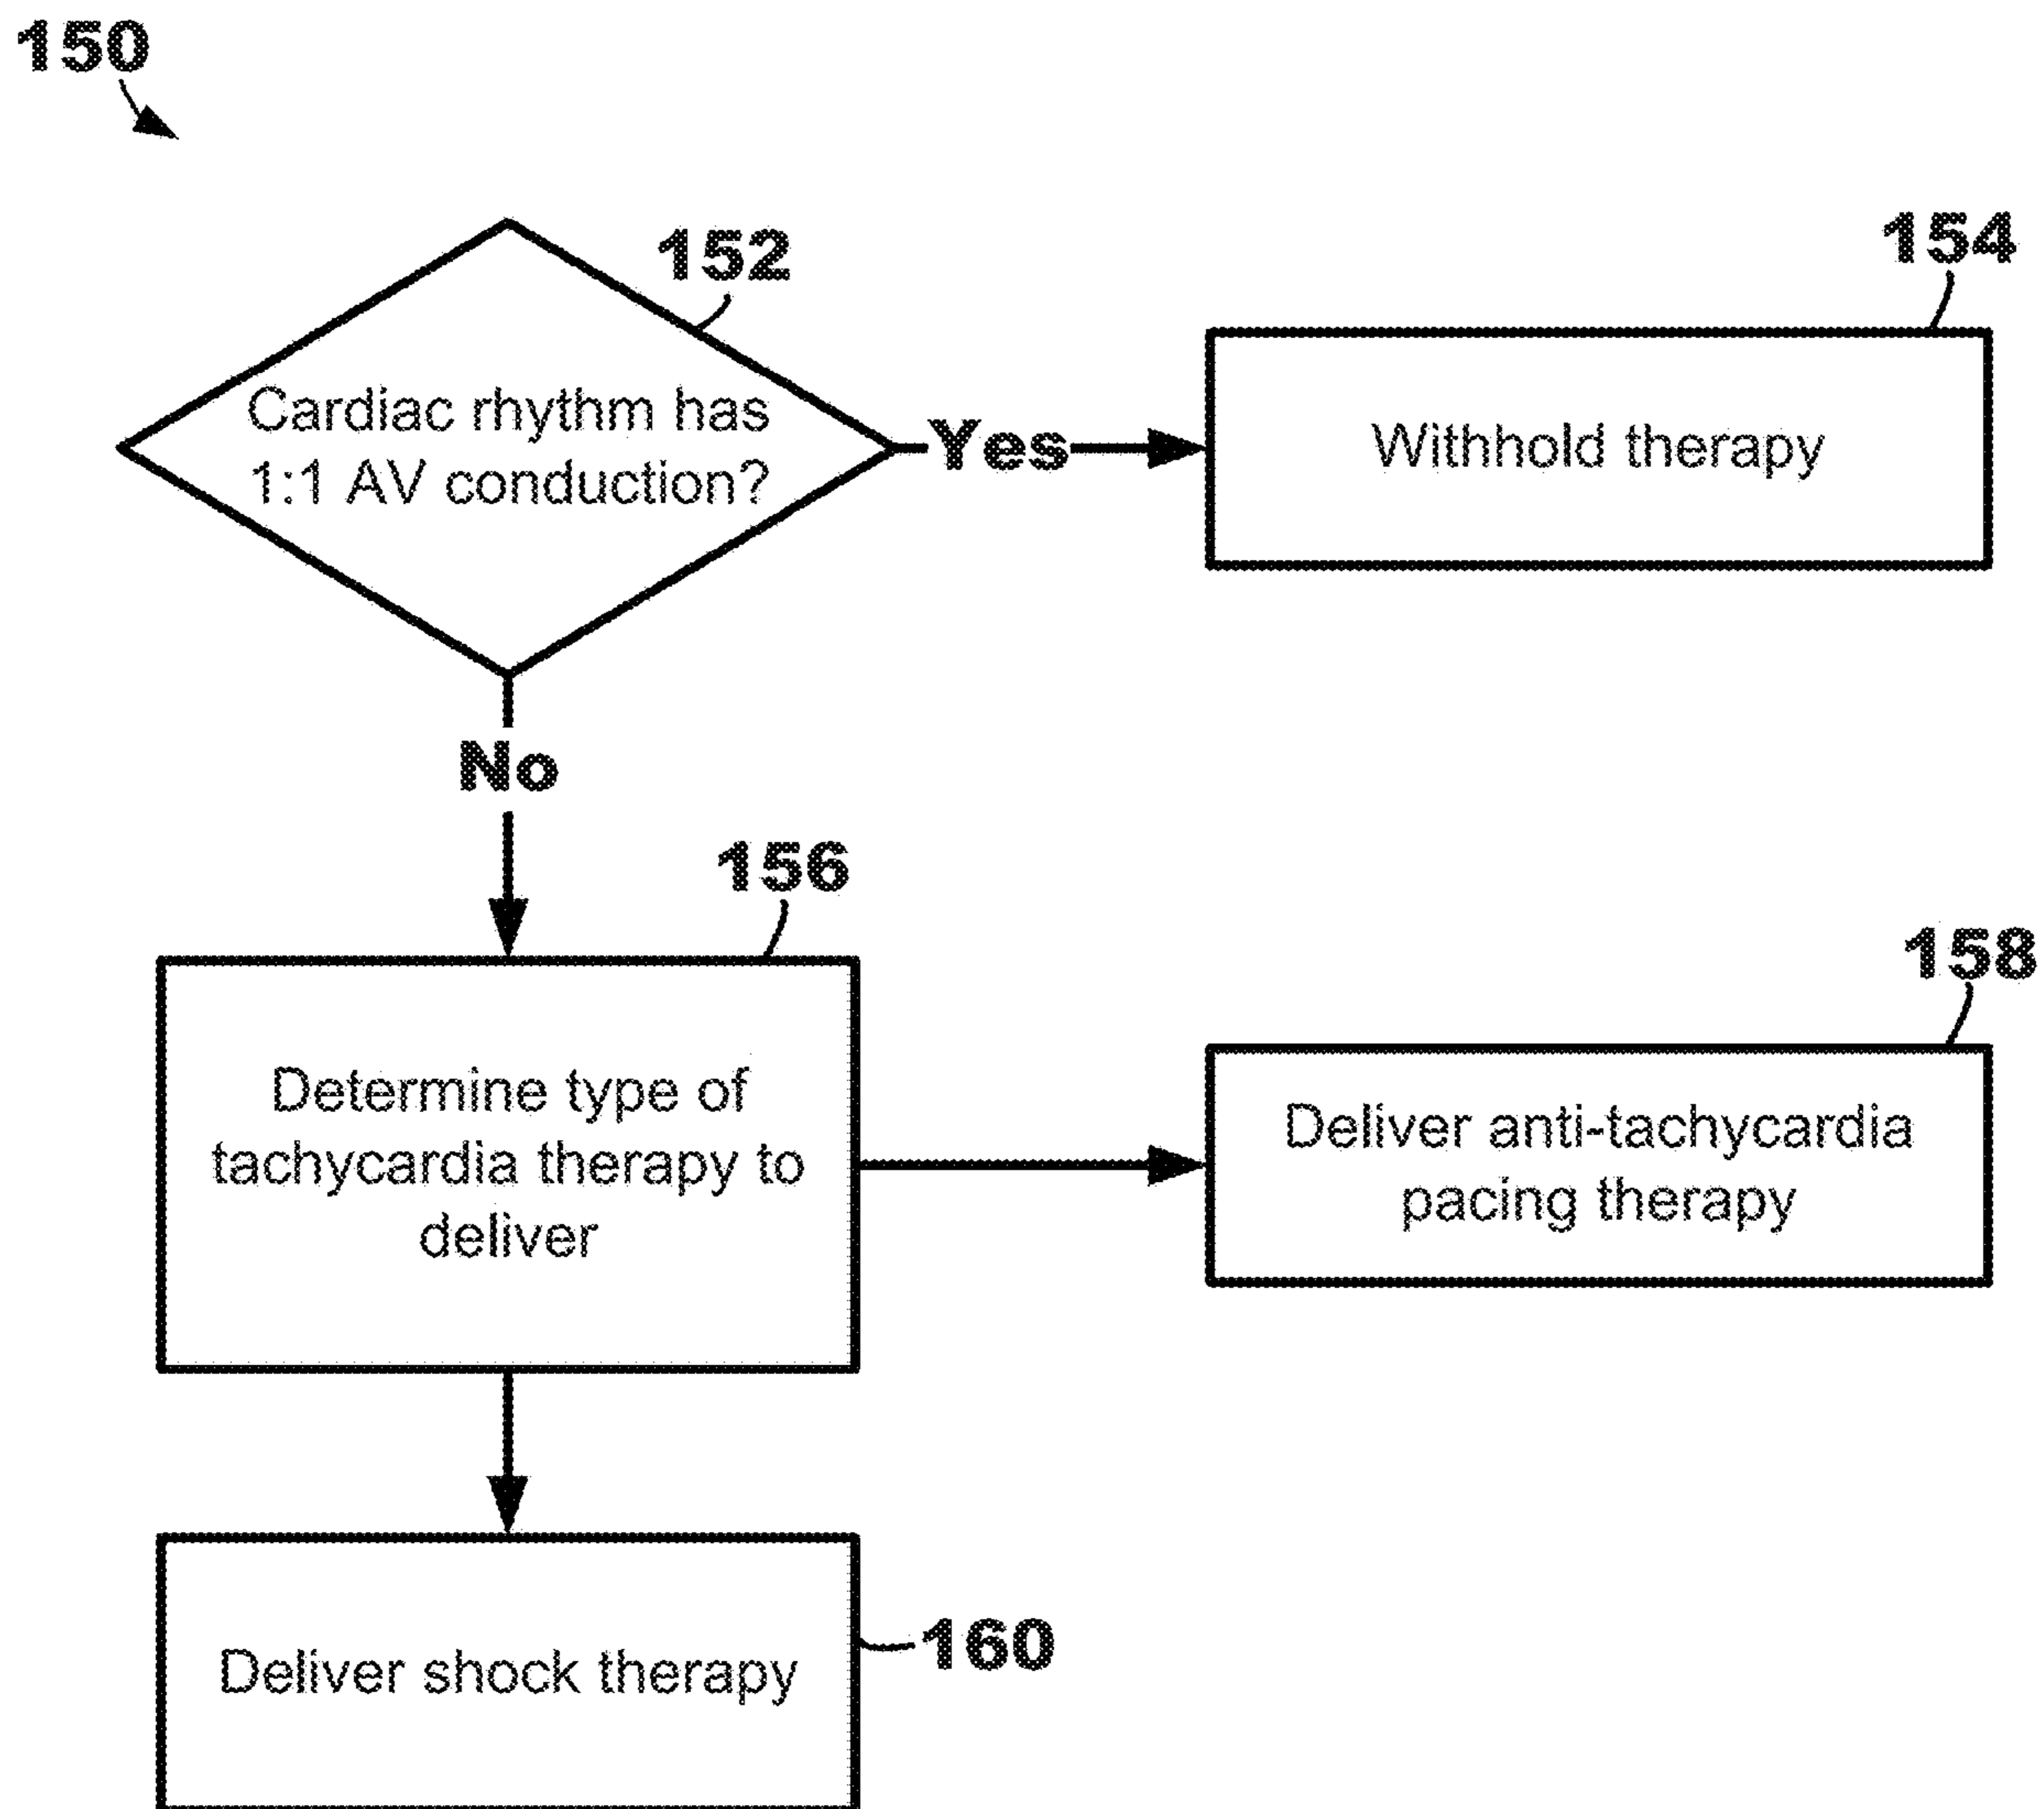 150
152
154
Cardiac rhythm has
1:1 AV conduction?
Yes
Withhold therapy
No
156
158
Determine type of
tachycardia therapy to
deliver
Deliver anti-tachycardia
pacing therapy
Deliver shock therapy
160